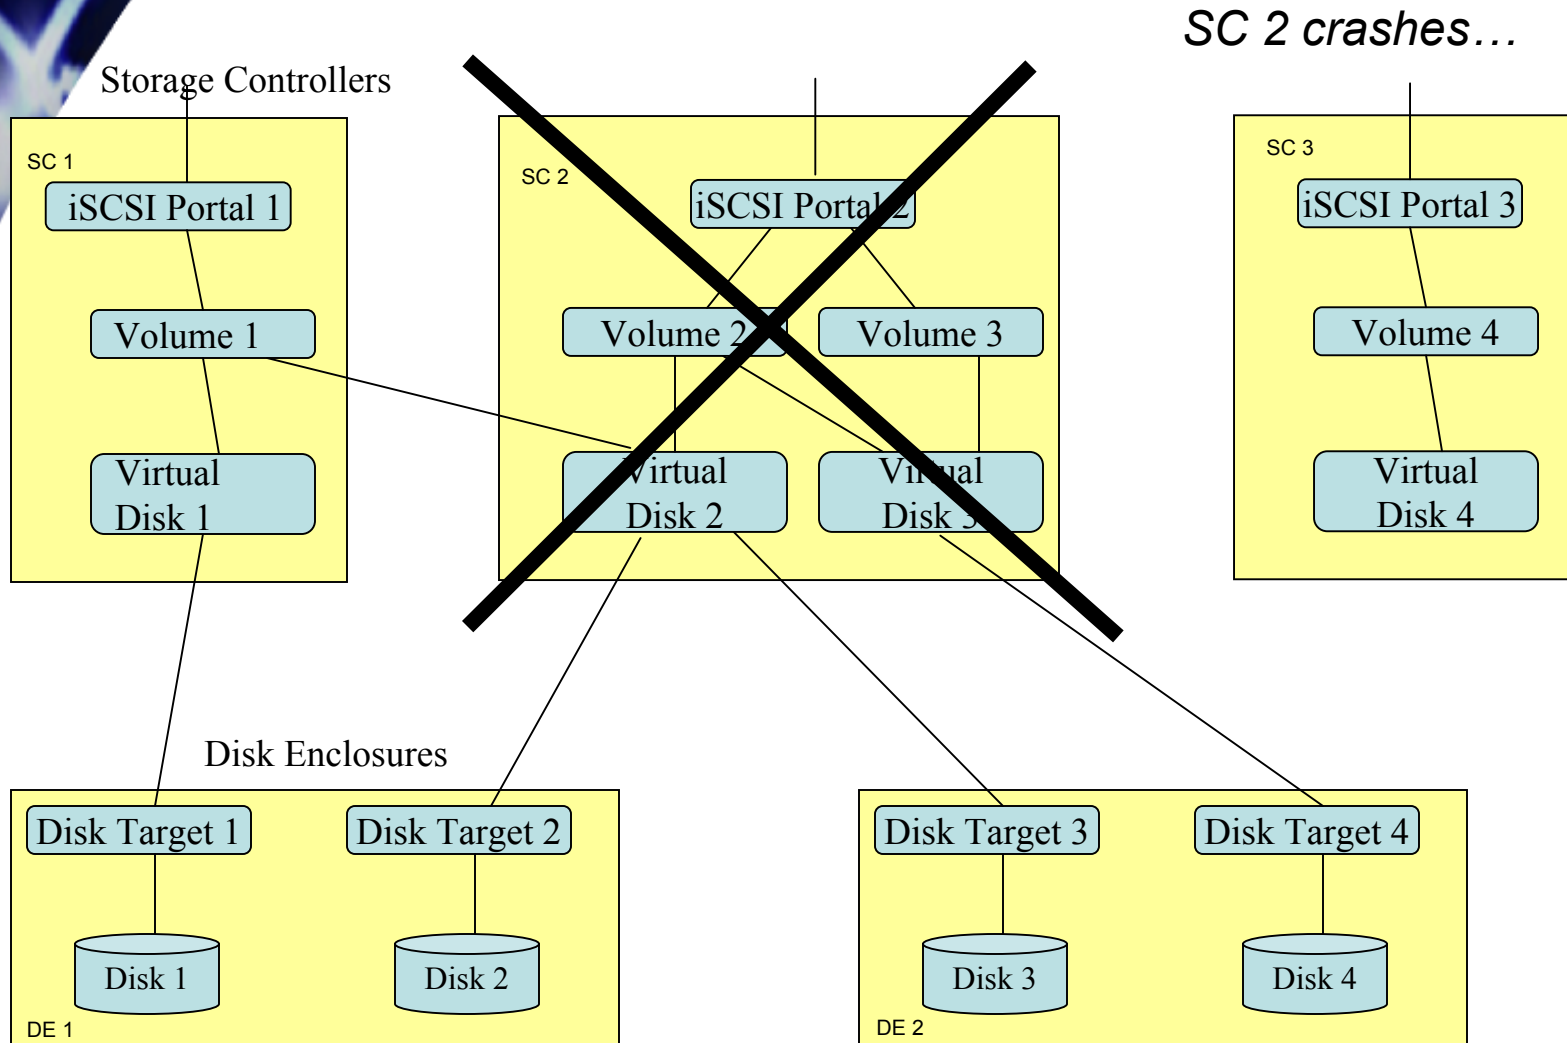 SC 2 crashes…
Storage Controllers
SC 1
iSCSI Portal 1
Volume 1
Virtual
Disk 1
SC 2
iSCSI Portal 2
Volume 2
Volume 3
Virtual
Disk 2
Virtual
Disk 3
SC 3
iSCSI Portal 3
Volume 4
Virtual
Disk 4
Disk Enclosures
Disk Target 1
Disk Target 2
Disk 1
Disk 2
DE 1
Disk Target 3
Disk Target 4
Disk 3
Disk 4
DE 2